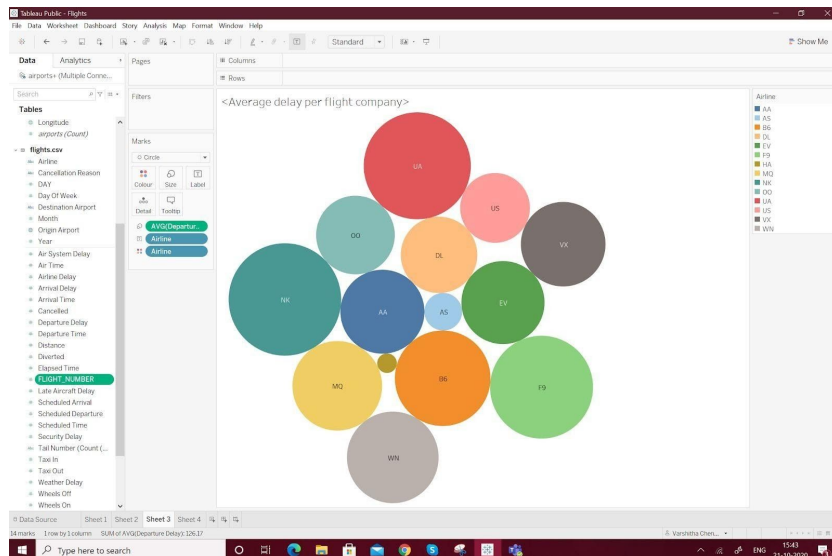 Tableau Public - Flights
File Data Worksheet Dashboard Story Analysis Map Format Window Help
Standard
Show Me
Data Analytics
Pages
Columns
airports+ (Multiple Conne...
Rows
Search
Filters
Tables
Longitude
airports (Count)
flights.csv
Airline
Cancellation Reason
DAY
Day Of Week
Destination Airport
Month
Origin Airport
Year
Air System Delay
Air Time
Airline Delay
Arrival Delay
Arrival Time
Cancelled
Departure Delay
Departure Time
Distance
Diverted
Elapsed Time
FLIGHT_NUMBER
Late Aircraft Delay
Scheduled Arrival
Scheduled Departure
Scheduled Time
Security Delay
Tail Number (Count (...
Taxi In
Taxi Out
Weather Delay
Wheels Off
Wheels On
Marks
Circle
Colour Size Label
Detail Tooltip
AVG(Departur..
Airline
Airline
<Average delay per flight company>
UA
US
OO
VX
DL
NK
EV
AA
AS
B6
MQ
F9
WN
Airline
AA
AS
B6
DL
EV
F9
HA
MQ
NK
OO
UA
US
VX
WN
Data Source Sheet 1 Sheet 2 Sheet 3 Sheet 4
14 marks 1 row by 1 column SUM of AVG(Departure Delay): 126.17
Varshitha Chen...
Type here to search
ENG
15:43
21-10-2020